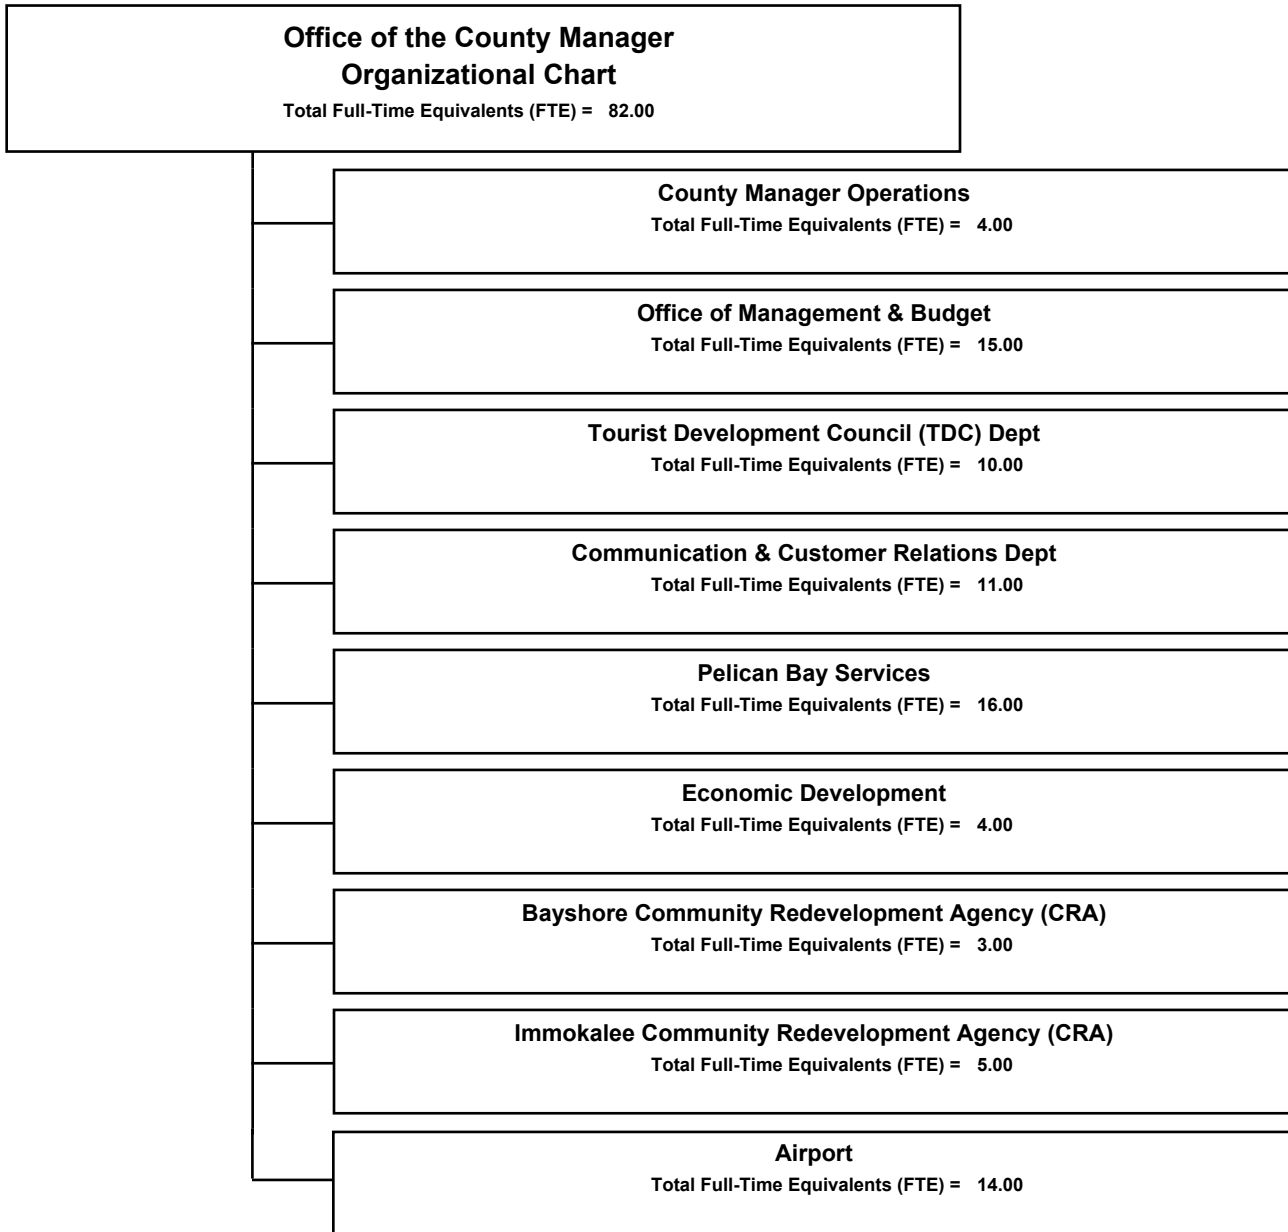 Office of the County Manager
Organizational Chart
Total Full-Time Equivalents (FTE) = 82.00
County Manager Operations
Total Full-Time Equivalents (FTE) = 4.00
Office of Management & Budget
Total Full-Time Equivalents (FTE) = 15.00
Tourist Development Council (TDC) Dept
Total Full-Time Equivalents (FTE) = 10.00
Communication & Customer Relations Dept
Total Full-Time Equivalents (FTE) = 11.00
Pelican Bay Services
Total Full-Time Equivalents (FTE) = 16.00
Economic Development
Total Full-Time Equivalents (FTE) = 4.00
Bayshore Community Redevelopment Agency (CRA)
Total Full-Time Equivalents (FTE) = 3.00
Immokalee Community Redevelopment Agency (CRA)
Total Full-Time Equivalents (FTE) = 5.00
Airport
Total Full-Time Equivalents (FTE) = 14.00